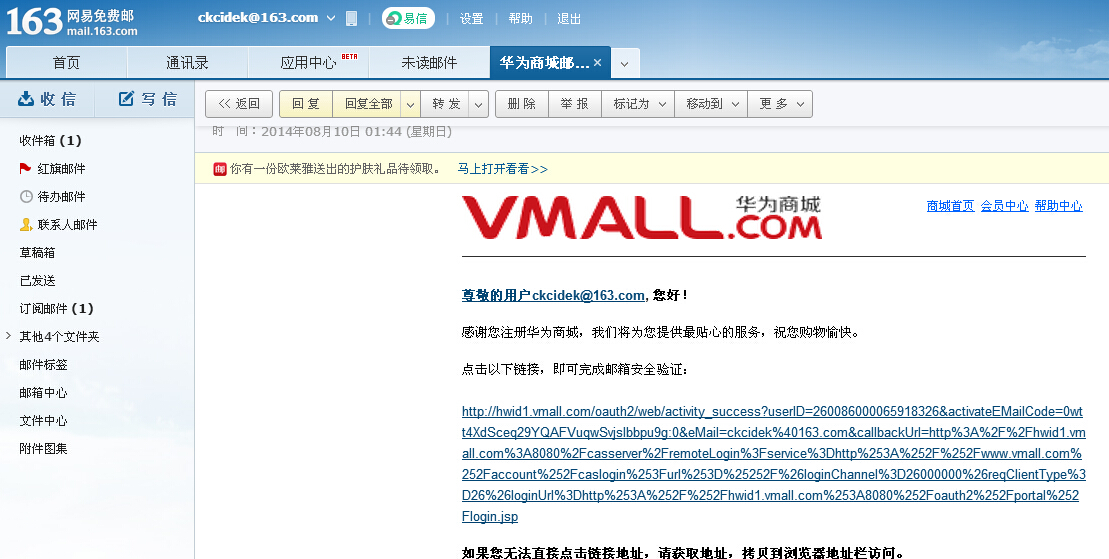 163 网易免费邮 mail.163.com
ckcidek@163.com 易信 | 设置 | 帮助 | 退出
首页 通讯录 应用中心 BETA 未读邮件 华为商城邮...
收信 写信
<< 返回 回复 回复全部 转发 删除 举报 标记为 移动到 更多
时 间：2014年08月10日 01:44 (星期日)
你有一份欧莱雅送出的护肤礼品待领取。 马上打开看看>>
收件箱 (1)
红旗邮件
待办邮件
联系人邮件
草稿箱
已发送
订阅邮件 (1)
其他4个文件夹
邮件标签
邮箱中心
文件中心
附件图集
VMALL.COM 华为商城
商城首页 会员中心 帮助中心
尊敬的用户ckcidek@163.com, 您好！
感谢您注册华为商城，我们将为您提供最贴心的服务，祝您购物愉快。
点击以下链接，即可完成邮箱安全验证：
http://hwid1.vmall.com/oauth2/web/activity_success?userID=260086000065918326&activateEMailCode=0wt
t4XdSceq29YQAFVuqwSvjslbbpu9g:0&eMail=ckcidek%40163.com&callbackUrl=http%3A%2F%2Fhwid1.vm
all.com%3A8080%2Fcasserver%2FremoteLogin%3Fservice%3Dhttp%253A%252F%252Fwww.vmall.com%
252Faccount%252Fcaslogin%253Furl%253D%25252F%26loginChannel%3D26000000%26reqClientType%3
D26%26loginUrl%3Dhttp%253A%252F%252Fhwid1.vmall.com%253A8080%252Foauth2%252Fportal%252
Flogin.jsp
如果您无法直接点击链接地址，请获取地址，拷贝到浏览器地址栏访问。